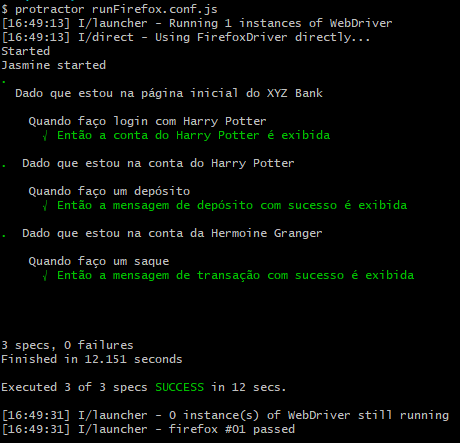 $ protractor runFirefox.conf.js
[16:49:13] I/launcher - Running 1 instances of WebDriver
[16:49:13] I/direct - Using FirefoxDriver directly...
Started
Jasmine started
.
Dado que estou na página inicial do XYZ Bank
Quando faço login com Harry Potter
√ Então a conta do Harry Potter é exibida
. Dado que estou na conta do Harry Potter
Quando faço um depósito
√ Então a mensagem de depósito com sucesso é exibida
. Dado que estou na conta da Hermoine Granger
Quando faço um saque
√ Então a mensagem de transação com sucesso é exibida
3 specs, 0 failures
Finished in 12.151 seconds
Executed 3 of 3 specs SUCCESS in 12 secs.
[16:49:31] I/launcher - 0 instance(s) of WebDriver still running
[16:49:31] I/launcher - firefox #01 passed